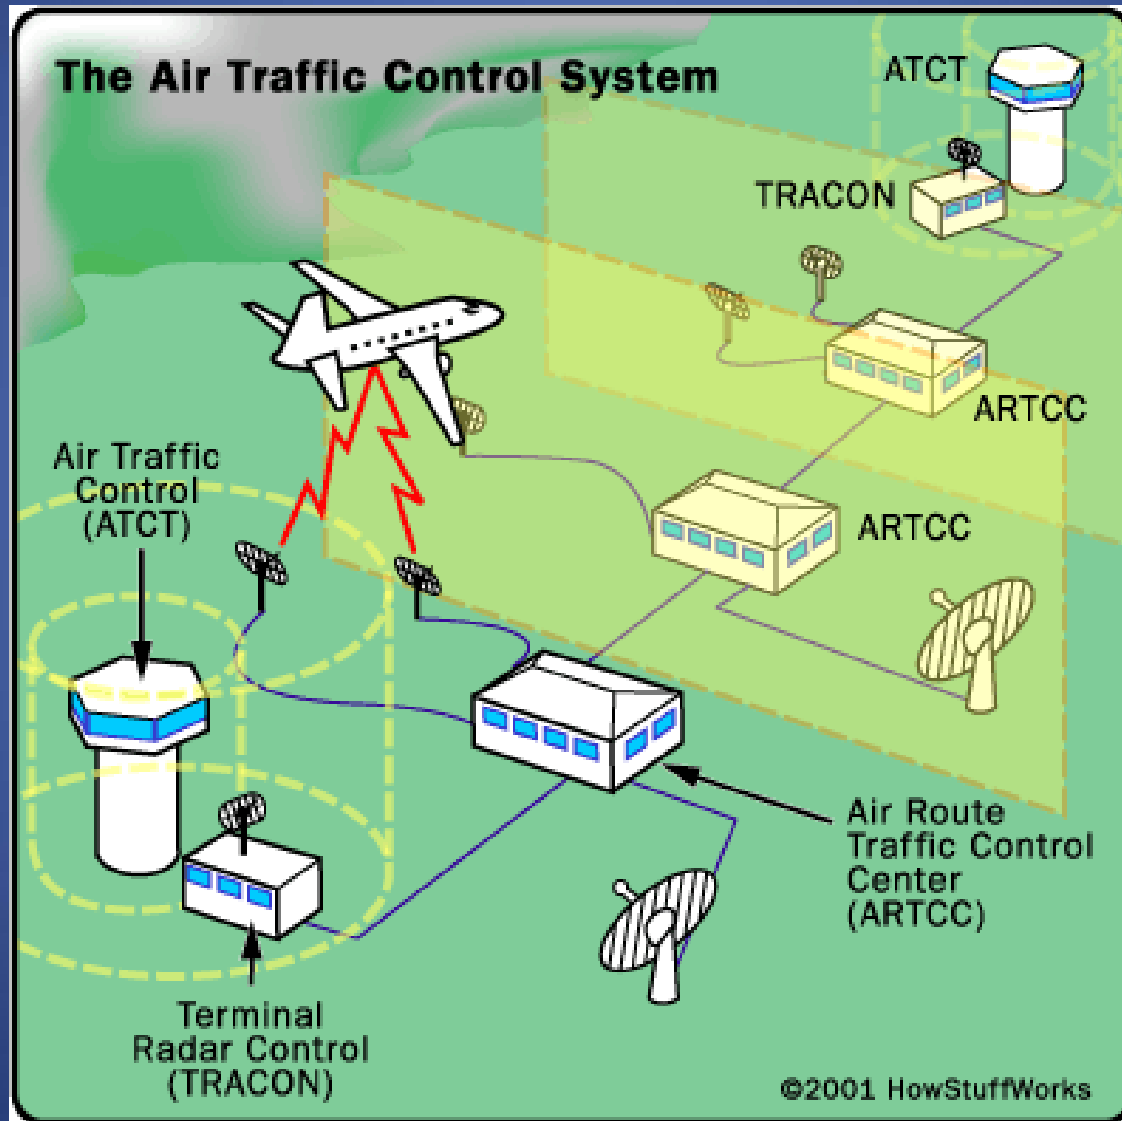 The Air Traffic Control System
ATCT
TRACON
ARTCC
Air Traffic
Control
(ATCT)
ARTCC
Air Route
Traffic Control
Center
(ARTCC)
Terminal
Radar Control
(TRACON)
©2001 HowStuffWorks